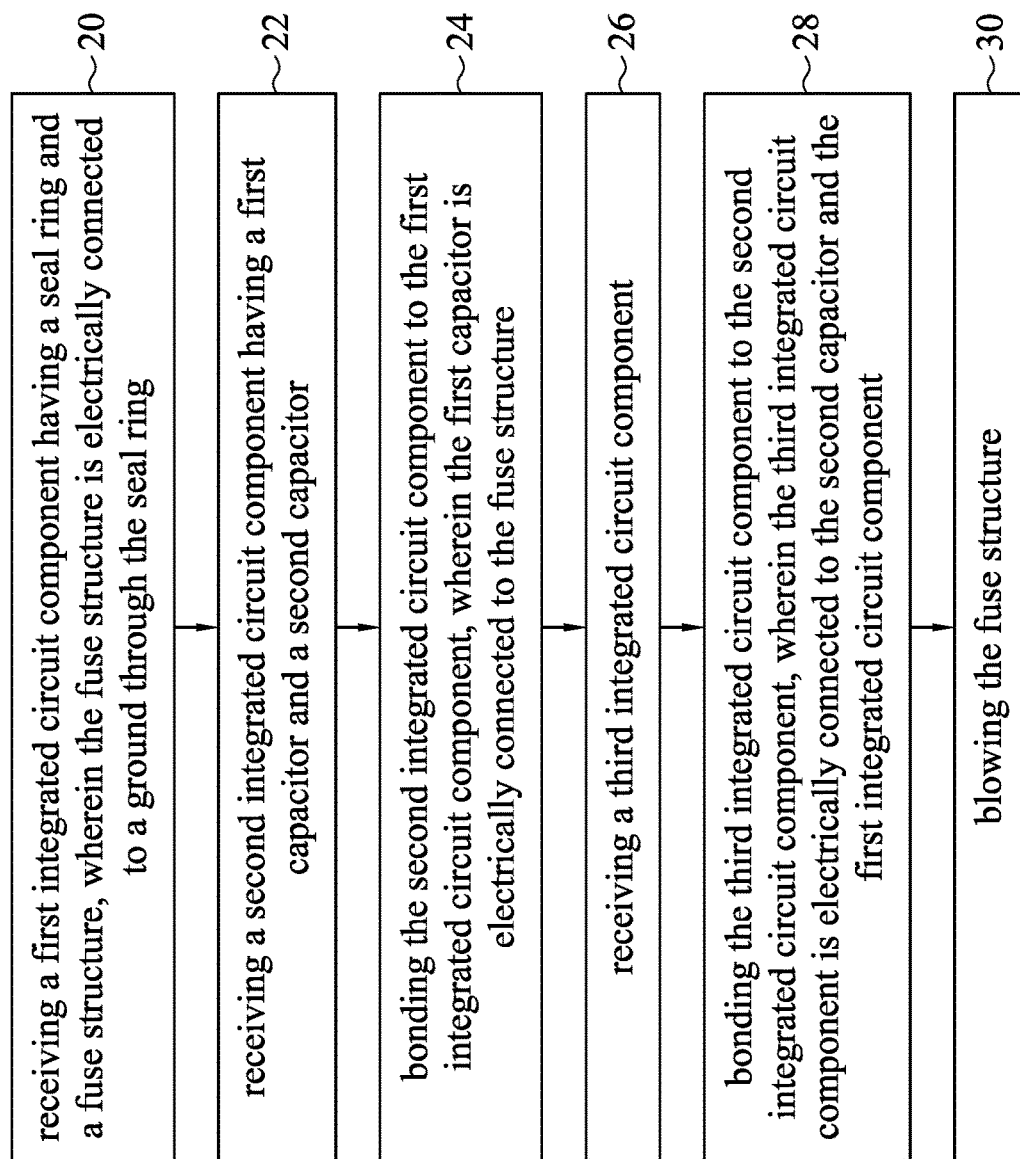 receiving a first integrated circuit component having a seal ring and
a fuse structure, wherein the fuse structure is electrically connected
to a ground through the seal ring
20
receiving a second integrated circuit component having a first
capacitor and a second capacitor
22
bonding the second integrated circuit component to the first
integrated circuit component, wherein the first capacitor is
electrically connected to the fuse structure
24
receiving a third integrated circuit component
26
bonding the third integrated circuit component to the second
integrated circuit component, wherein the third integrated circuit
component is electrically connected to the second capacitor and the
first integrated circuit component
28
blowing the fuse structure
30